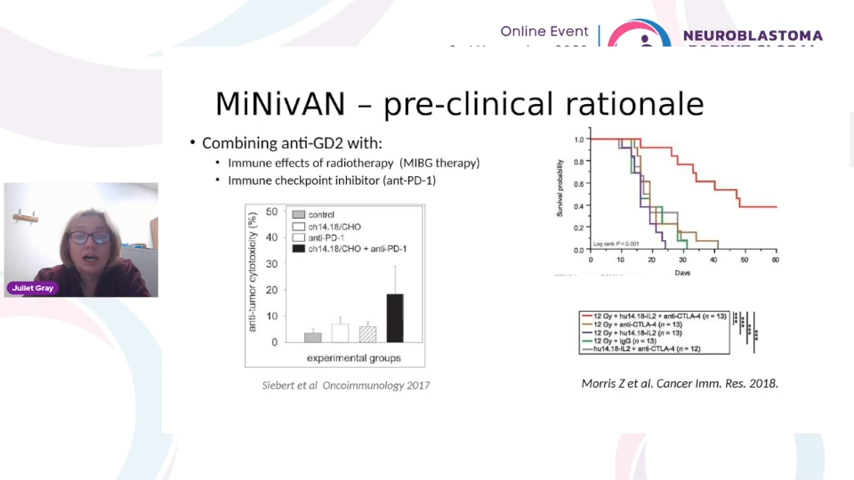 Online Event
NEUROBLASTOMA
MiNivAN – pre-clinical rationale
• Combining anti-GD2 with:
• Immune effects of radiotherapy (MIBG therapy)
• Immune checkpoint inhibitor (ant-PD-1)
anti-tumor cytotoxicity (%)
50
40
30
20
10
0
control
ch14.18/CHO
anti-PD-1
ch14.18/CHO + anti-PD-1
experimental groups
Siebert et al Oncoimmunology 2017
Survival probability
1.0
0.8
0.6
0.4
0.2
0.0
Log rank P < 0.001
0 10 20 30 40 50 60
Days
12 Gy + hu14.18-IL2 + anti-CTLA-4 (n = 13)
12 Gy + anti-CTLA-4 (n = 13)
12 Gy + hu14.18-IL2 (n = 13)
12 Gy + IgG (n = 13)
hu14.18-IL2 + anti-CTLA-4 (n = 12)
Morris Z et al. Cancer Imm. Res. 2018.
Juliet Gray